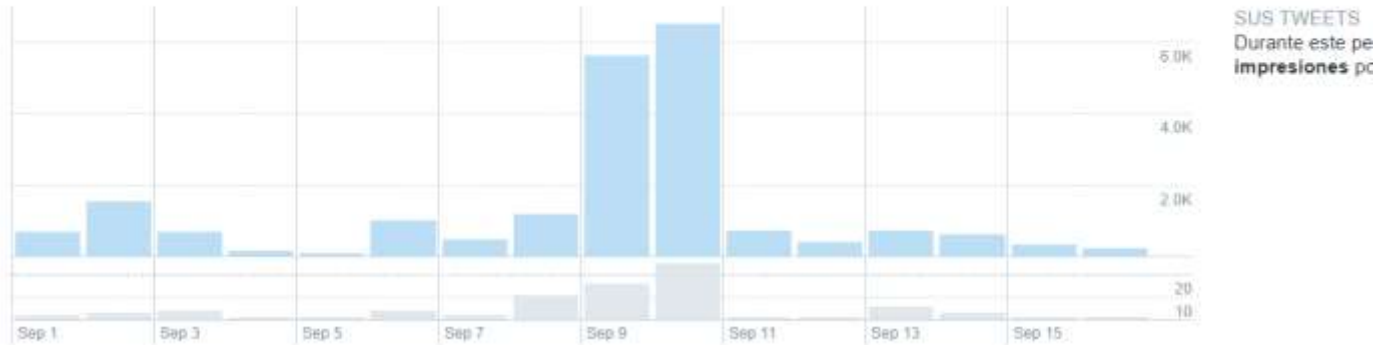 SUS TWEETS
Durante este pe
impresiones po
6.0K
4.0K
2.0K
20
10
Sep 1
Sep 3
Sep 5
Sep 7
Sep 9
Sep 11
Sep 13
Sep 15